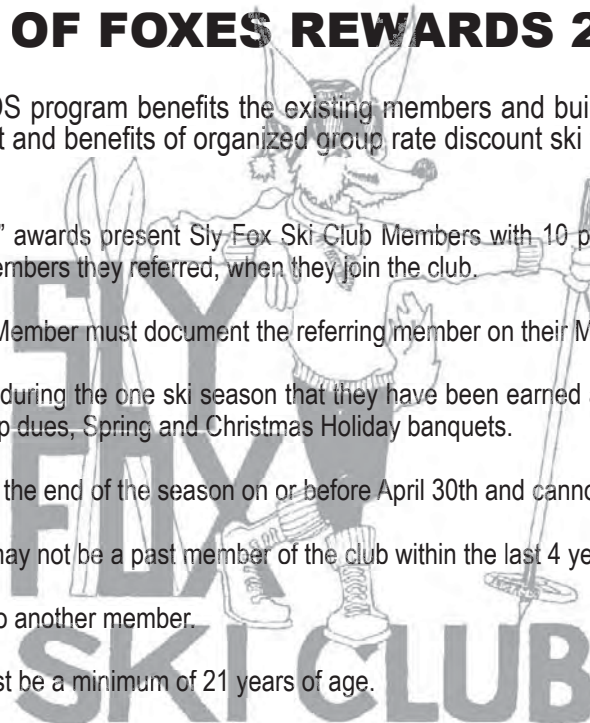 OF FOXES REWARDS 2
program benefits the existing members and
t and benefits of organized group rate discount ski
” awards present Sly Fox Ski Club Members with 10 p
embers they referred, when they join the club.
Member must document the referring member on their M
during the one ski season that they have been earned a
p dues, Spring and Christmas Holiday banquets.
the end of the season on or before April 30th and canno
may not be a past member of the club within the last 4 ye
o another member.
st be a minimum of 21 years of age.
SLY
FOX
SKI CLUB